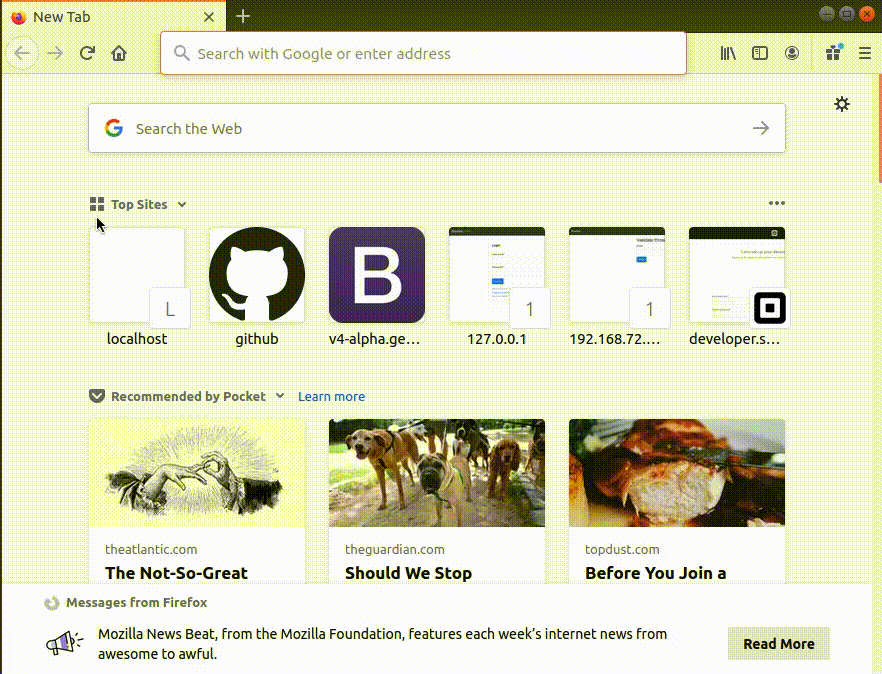 New Tab
Search with Google or enter address
Search the Web
Top Sites
B
L
1
1
localhost
github
v4-alpha.ge...
127.0.0.1
192.168.72....
developer.s...
Recommended by Pocket
Learn more
theatlantic.com
theguardian.com
topdust.com
The Not-So-Great
Should We Stop
Before You Join a
Messages from Firefox
Mozilla News Beat, from the Mozilla Foundation, features each week's internet news from
awesome to awful.
Read More